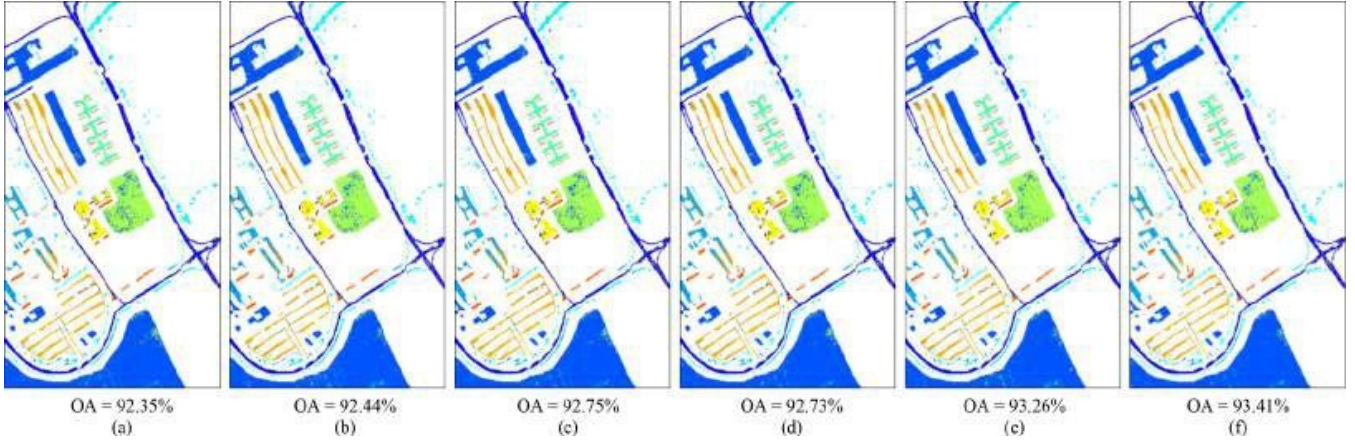 OA = 92.35% OA = 92.44% OA = 92.75% OA = 92.73% OA = 93.26% OA = 93.41%
(a) (b) (c) (d) (e) (f)